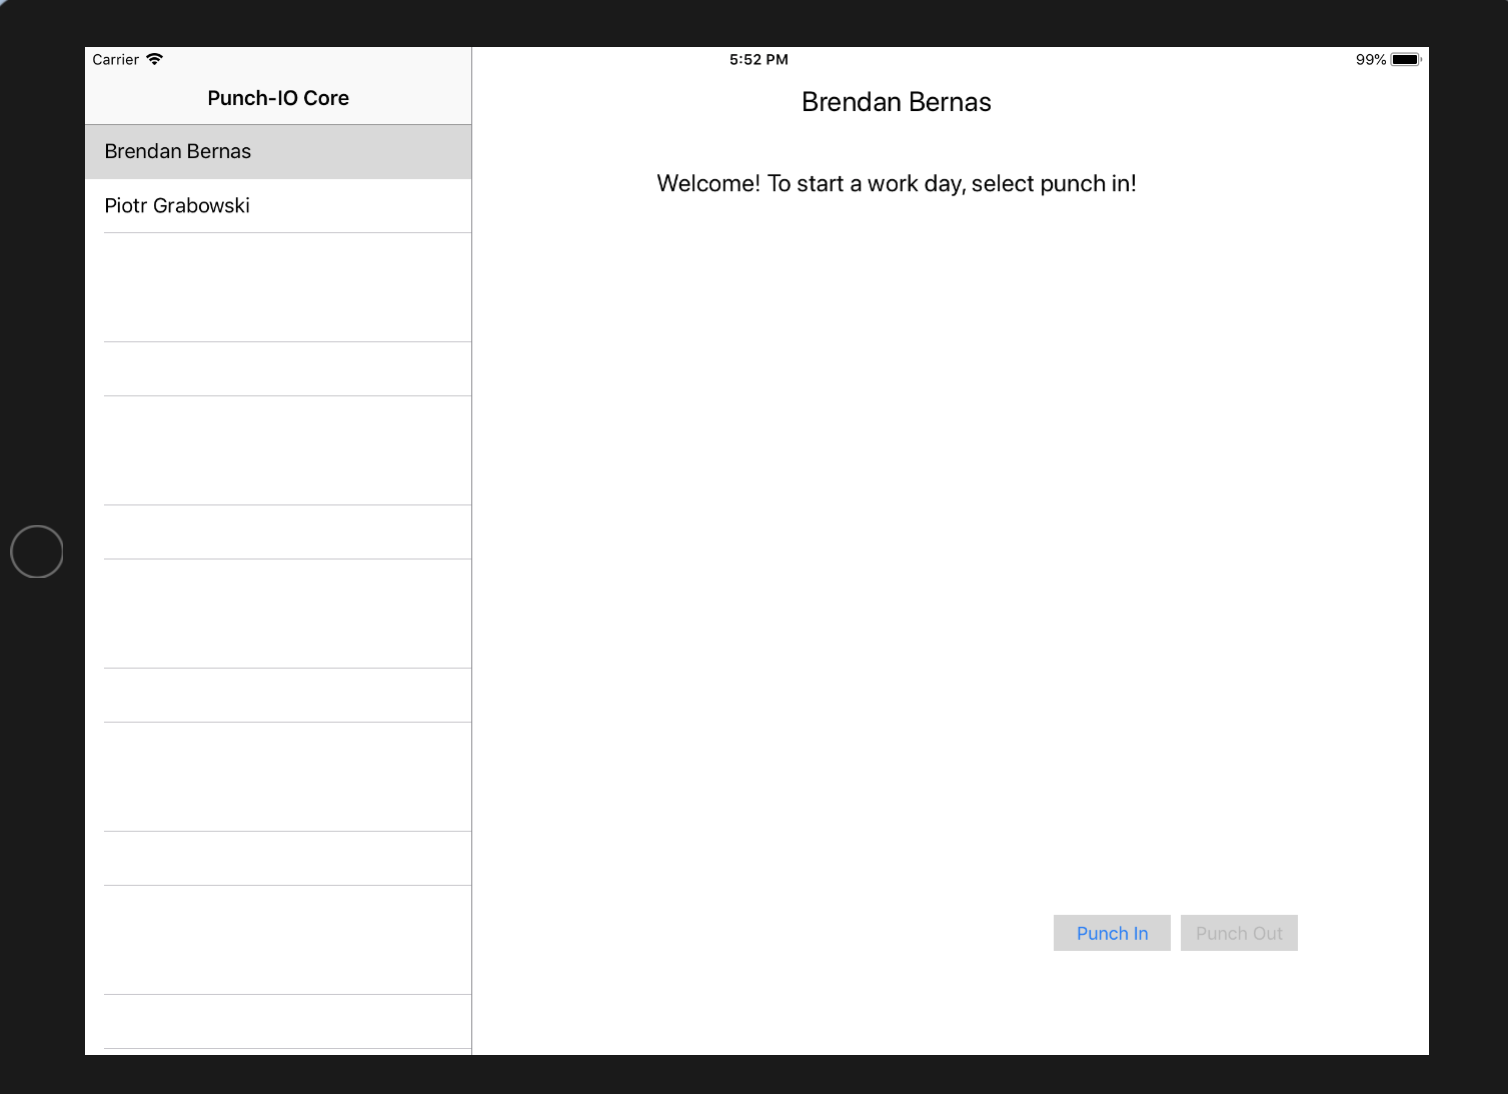 Carrier
5:52 PM
99%
Punch-IO Core
Brendan Bernas
Piotr Grabowski
Brendan Bernas
Welcome! To start a work day, select punch in!
Punch In
Punch Out